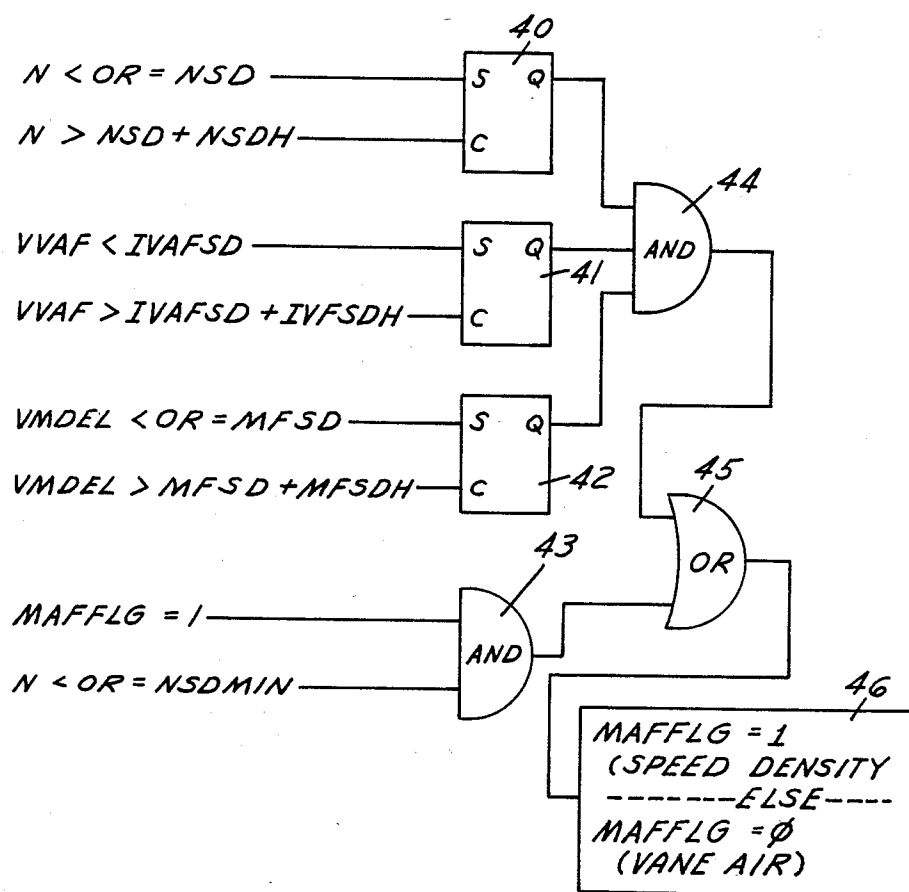 40
N < OR = NSD
S Q
N > NSD + NSDH
C
44
VVAF < IVAFSD
S Q
AND
41
VVAF > IVAFSD + IVFSDH
C
VMDEL < OR = MFSD
S Q
VMDEL > MFSD + MFSDH
C
42
45
OR
43
MAFFLG = 1
AND
N < OR = NSDMIN
46
MAFFLG = 1
(SPEED DENSITY
-------ELSE----
MAFFLG = φ
(VANE AIR)